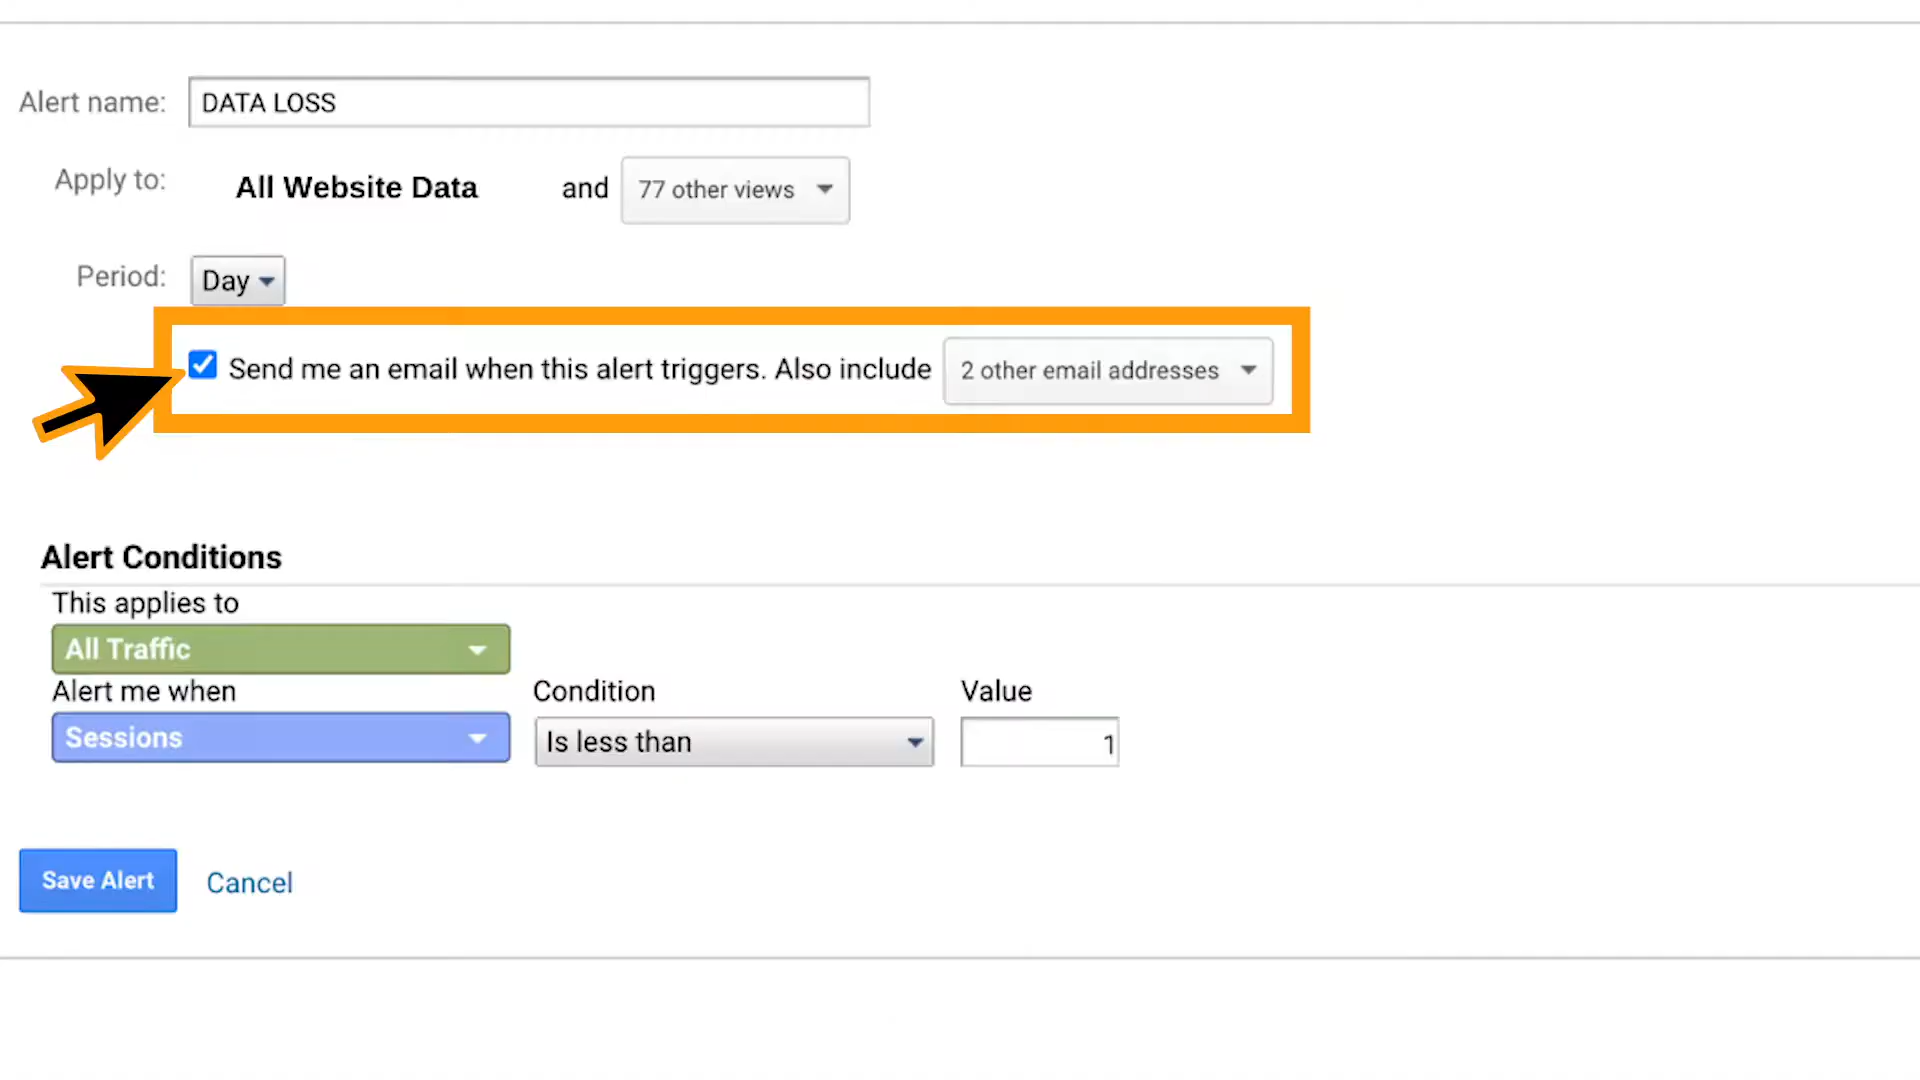 Alert name: DATA LOSS
Apply to: All Website Data and 77 other views
Period: Day
Send me an email when this alert triggers. Also include 2 other email addresses
Alert Conditions
This applies to
All Traffic
Alert me when Condition Value
Sessions Is less than 1
Save Alert Cancel